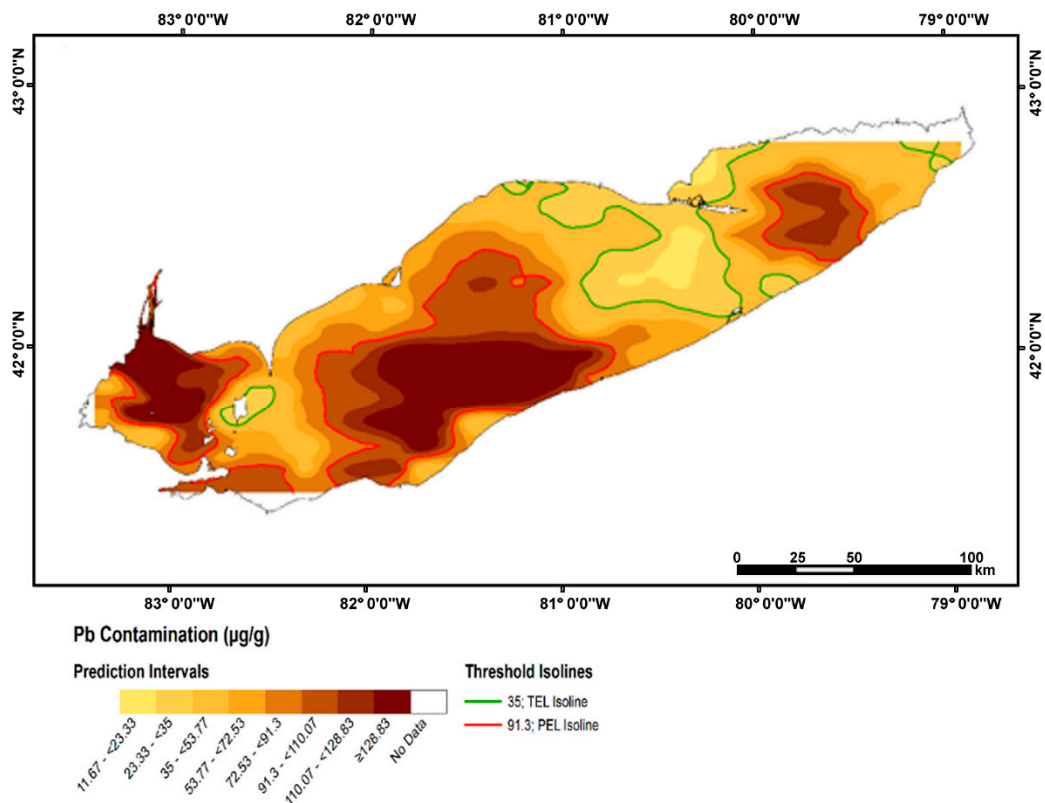 83° 0'0"W 82° 0'0"W 81° 0'0"W 80° 0'0"W 79° 0'0"W
43° 0'0"N 43° 0'0"N
42° 0'0"N 42° 0'0"N
0 25 50 100
km
83° 0'0"W 82° 0'0"W 81° 0'0"W 80° 0'0"W 79° 0'0"W
Pb Contamination (µg/g)
Prediction Intervals
11.67 - <23.33
23.33 - <35
35 - <53.77
53.77 - <72.53
72.53 - <91.3
91.3 - <110.07
110.07 - <128.83
≥128.83
No Data
Threshold Isolines
35; TEL Isoline
91.3; PEL Isoline